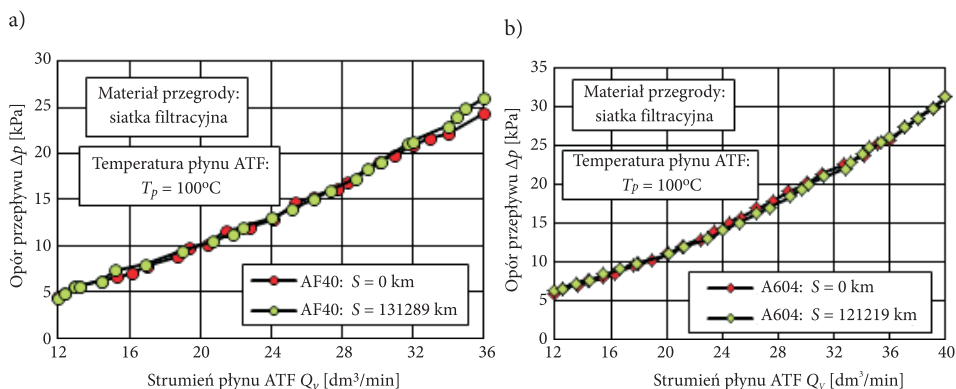 a)
Opór przepływu Δp [kPa]
30
25
20
15
10
5
0
Materiał przegrody:
siatka filtracyjna
Temperatura płynu ATF:
Tp = 100ºC
AF40: S = 0 km
AF40: S = 131289 km
12 16 20 24 28 32 36
Strumień płynu ATF Qv [dm³/min]
b)
Opór przepływu Δp [kPa]
35
30
25
20
15
10
5
0
Materiał przegrody:
siatka filtracyjna
Temperatura płynu ATF:
Tp = 100ºC
A604: S = 0 km
A604: S = 121219 km
12 16 20 24 28 32 36 40
Strumień płynu ATF Qv [dm³/min]